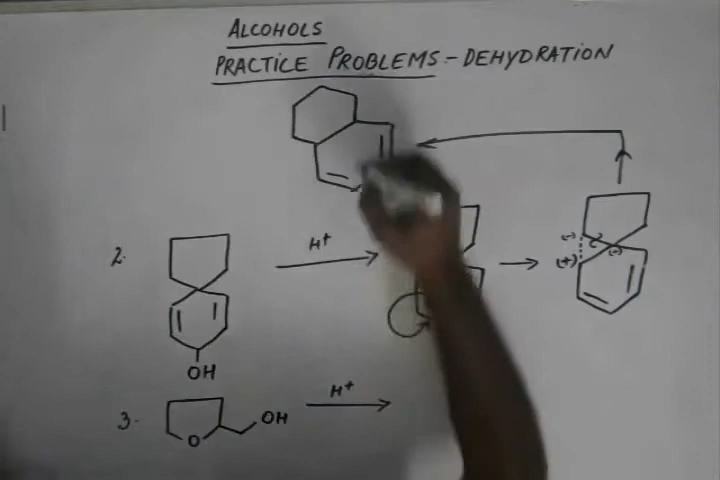 ALCOHOLS
PRACTICE PROBLEMS - DEHYDRATION
2.
H+
(-)
(-)
(+)
OH
3.
O
OH
H+